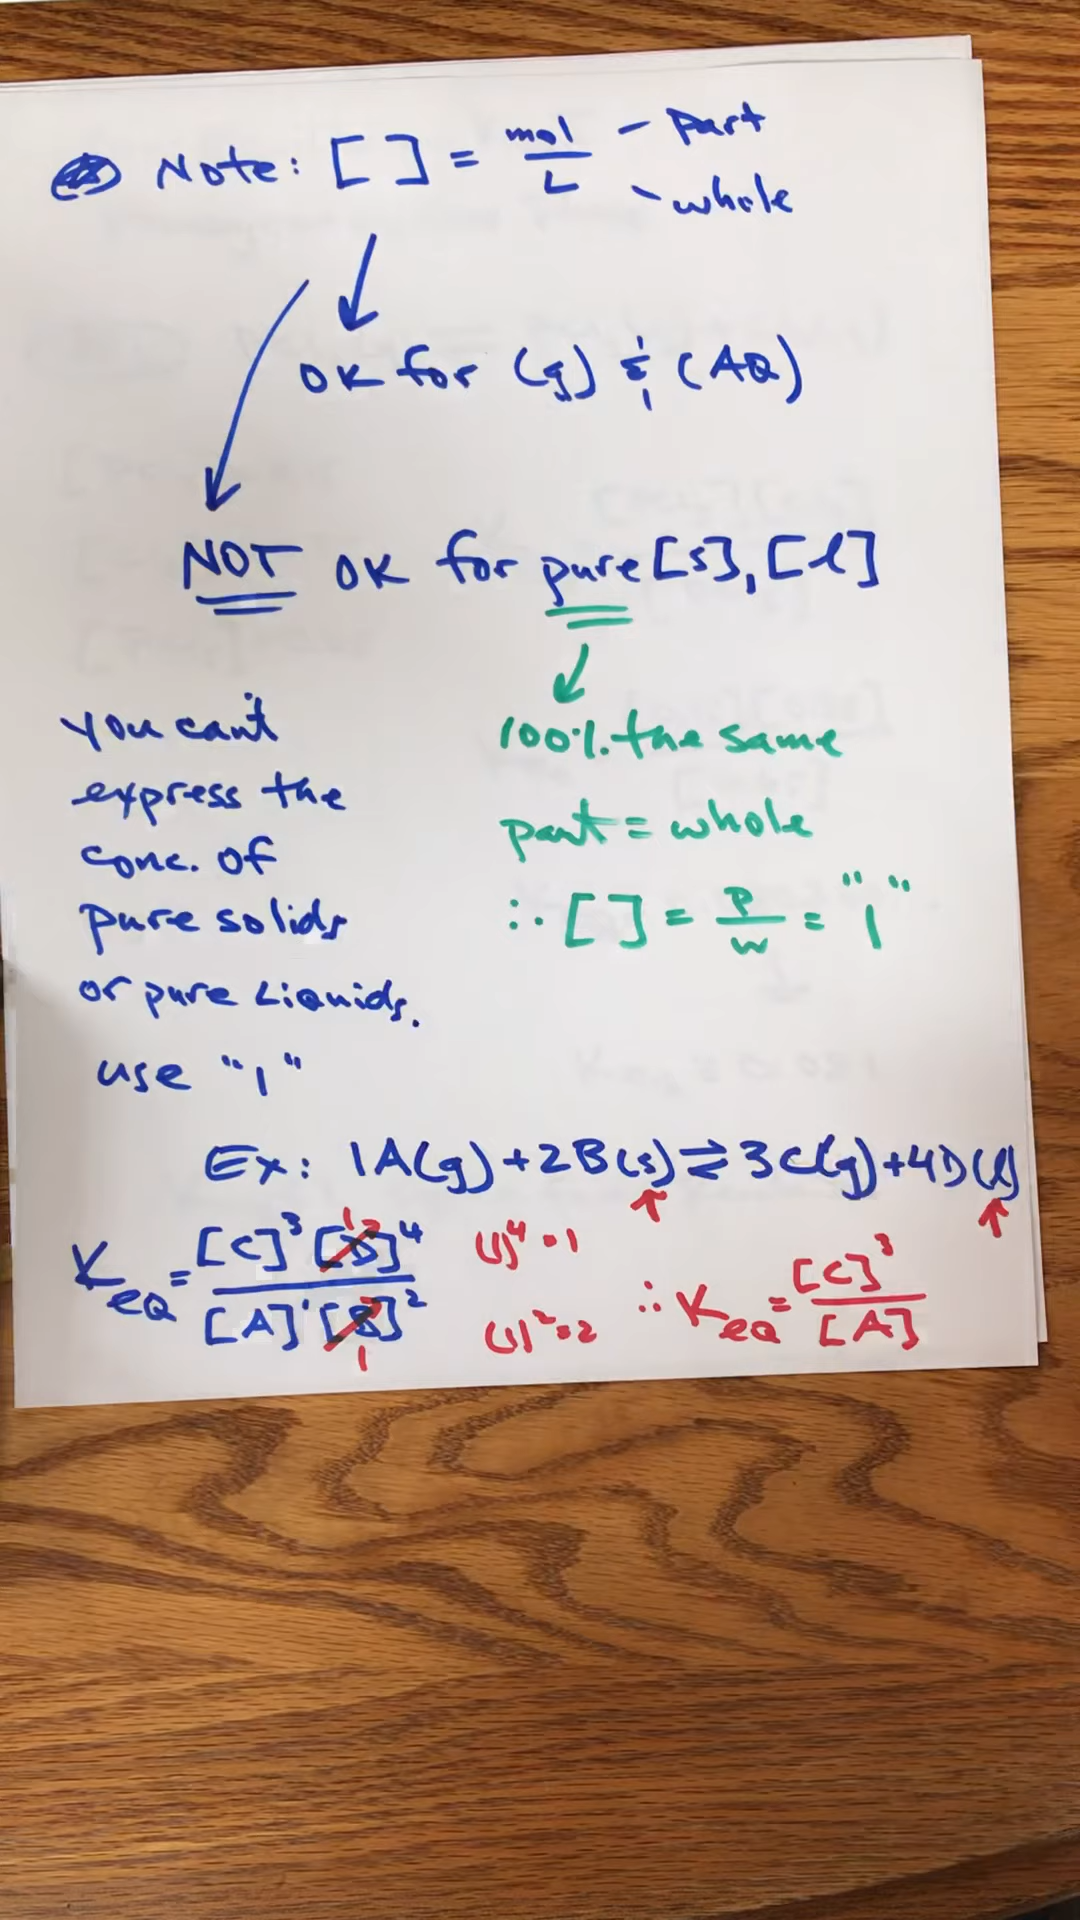 Note: [ ] = mol/L - Part
- whole
OK for (g) & (AQ)
NOT OK for pure [s], [l]
you can't
express the
conc. of
pure solids
or pure Liquids.
use "1"
100% the same
part = whole
∴ [ ] = P/W = "1"
Ex: 1A(g) + 2B(s) ⇌ 3C(g) + 4D(l)
Keq = [C]³ [D]⁴ / [A]¹ [B]²
1
1
(1)⁴ = 1
(1)² = 2
∴ Keq = [C]³ / [A]